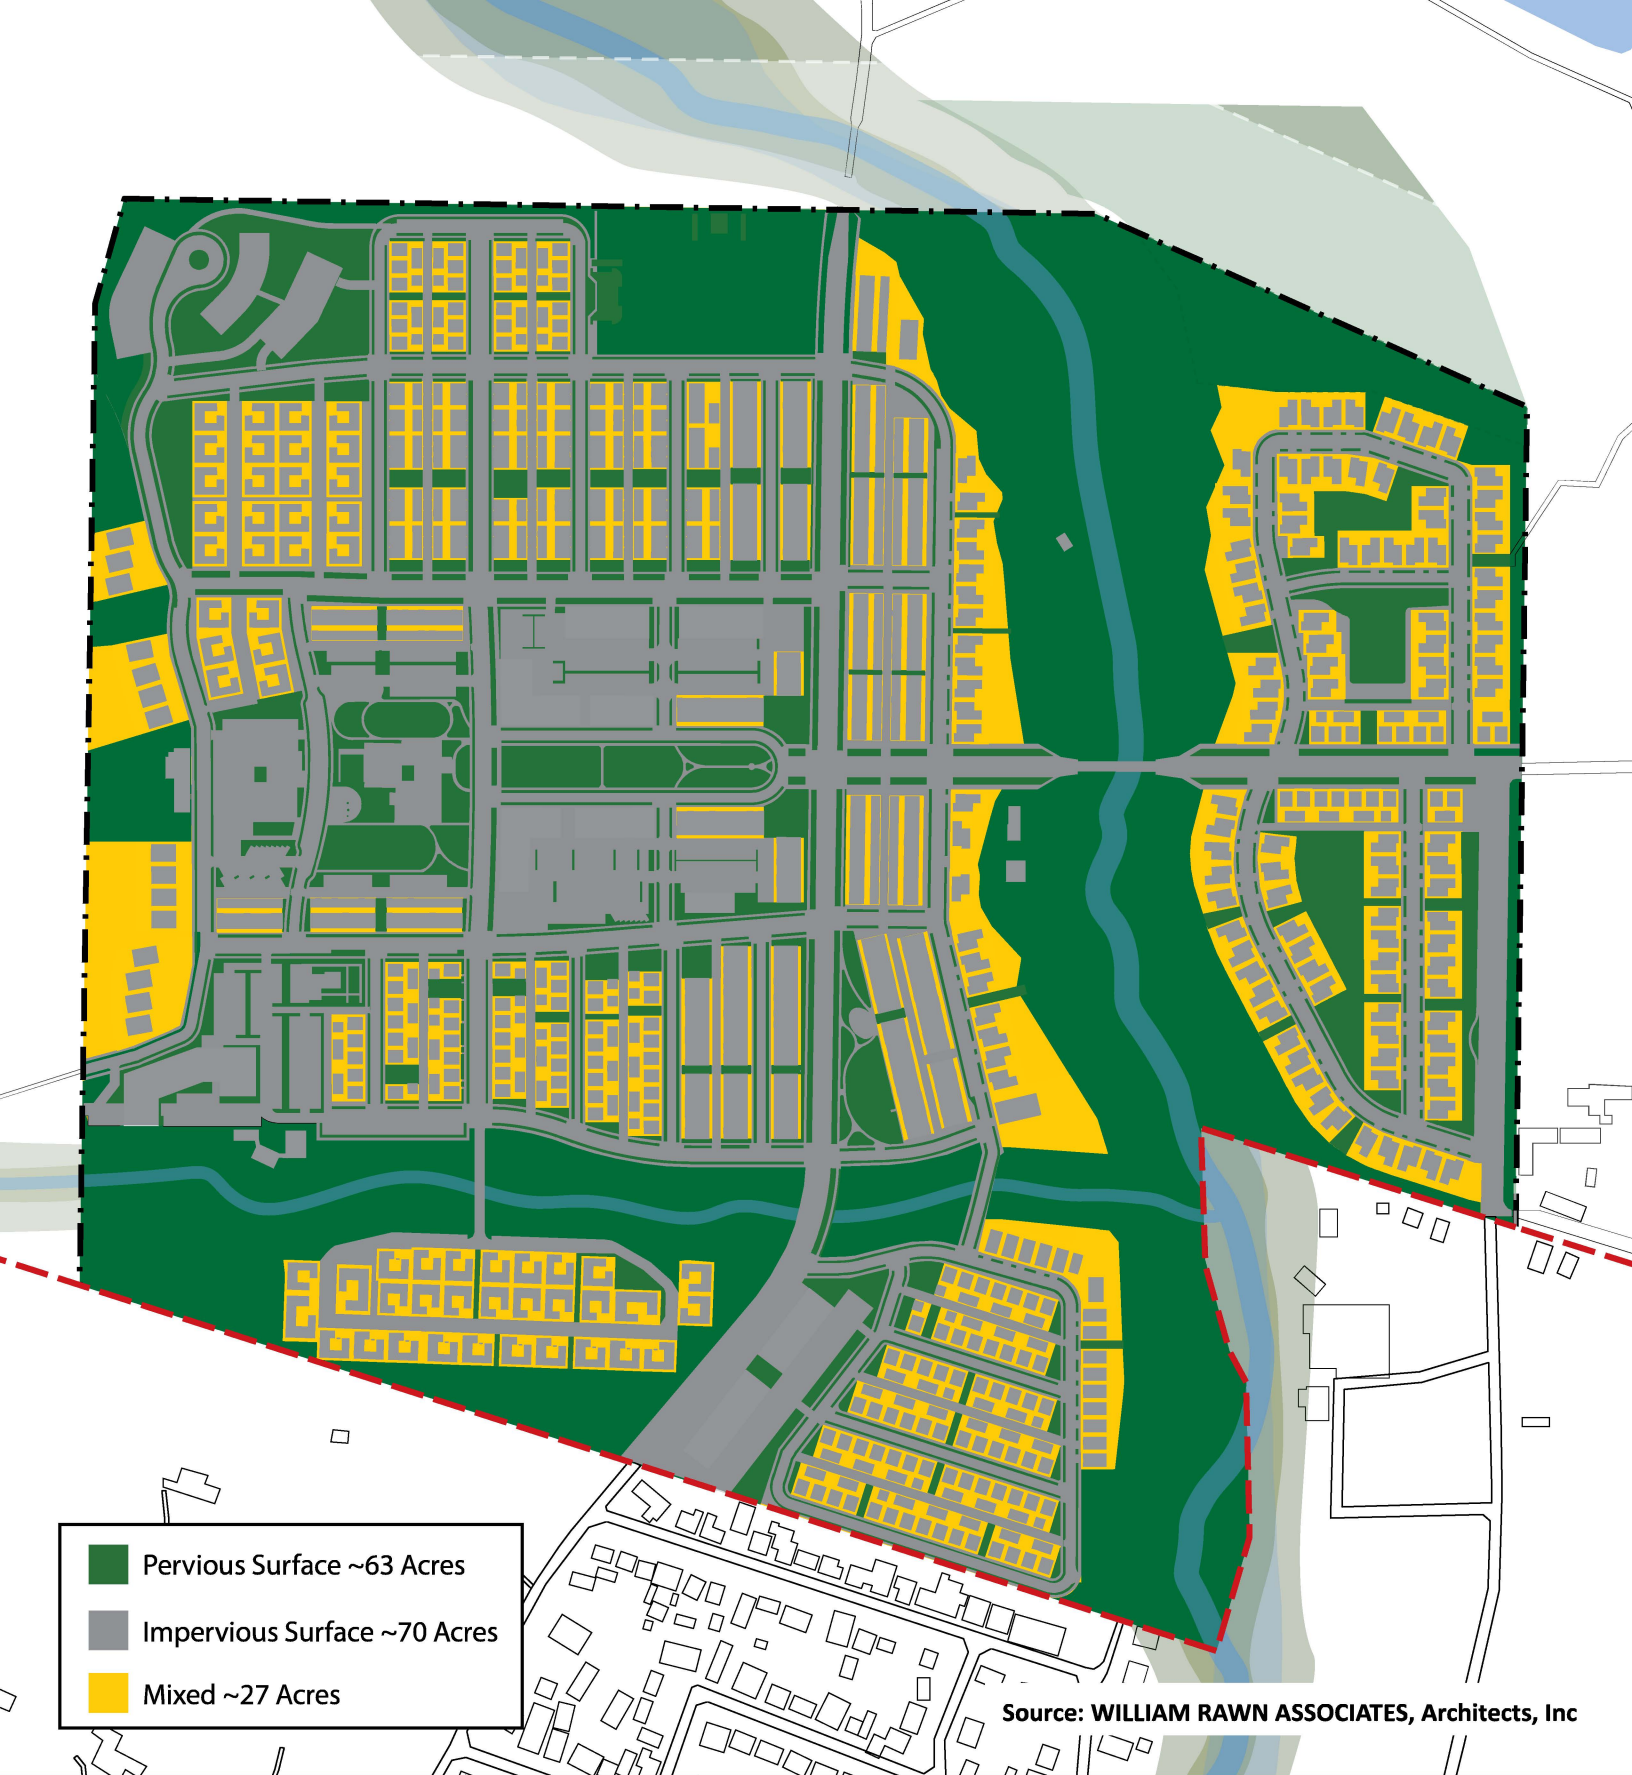 Pervious Surface ~63 Acres
Impervious Surface ~70 Acres
Mixed ~27 Acres
Source: WILLIAM RAWN ASSOCIATES, Architects, Inc